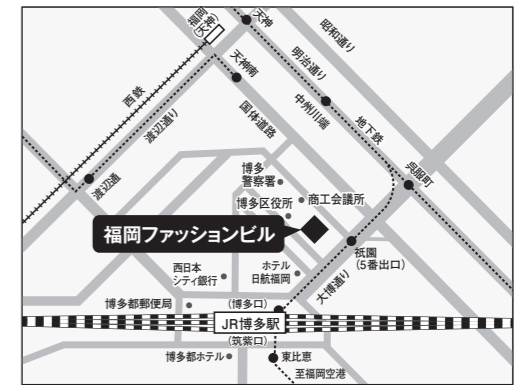 福岡
(天神)
天神
昭和通り
明治通り
天神南
西鉄
渡辺通り
国体道路
中州川端
地下鉄
渡辺通
呉服町
博多
警察署
博多区役所
商工会議所
福岡ファッションビル
祇園
(5番出口)
西日本
シティ銀行
ホテル
日航福岡
大博通り
博多都郵便局
(博多口)
JR博多駅
(筑紫口)
博多都ホテル
東比恵
至福岡空港